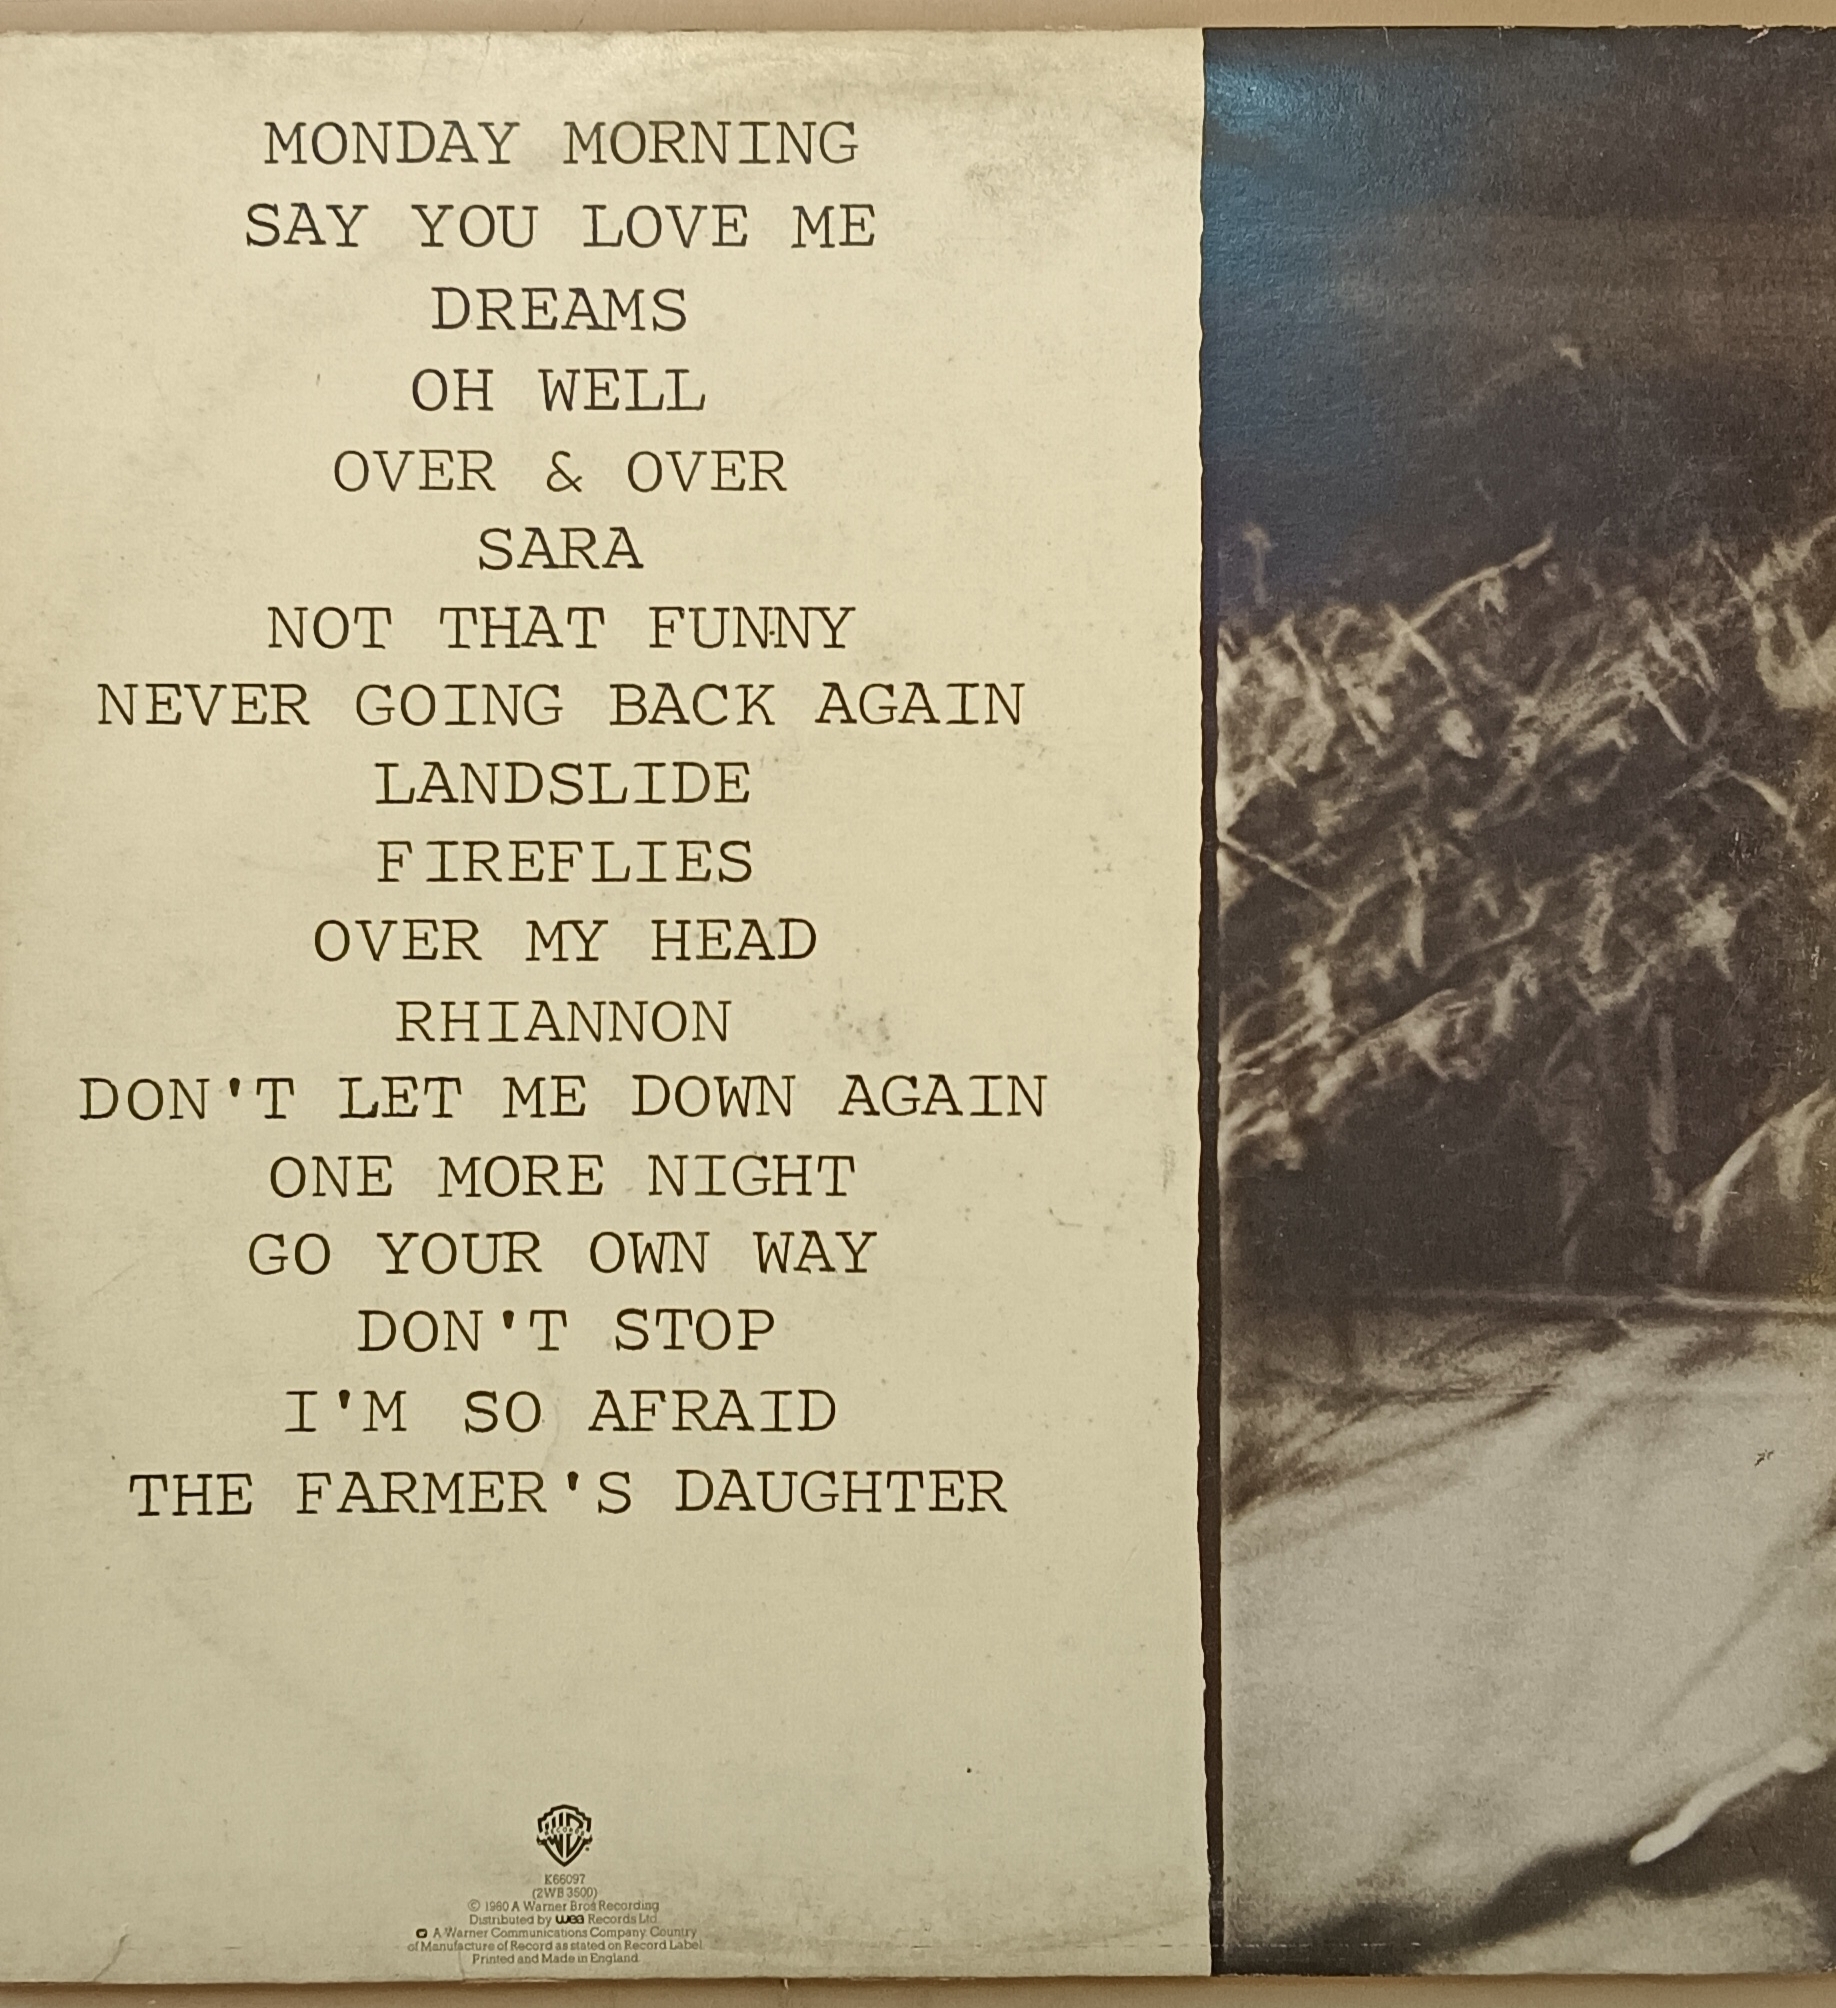 MONDAY MORNING
SAY YOU LOVE ME
DREAMS
OH WELL
OVER & OVER
SARA
NOT THAT FUNNY
NEVER GOING BACK AGAIN
LANDSLIDE
FIREFLIES
OVER MY HEAD
RHIANNON
DON'T LET ME DOWN AGAIN
ONE MORE NIGHT
GO YOUR OWN WAY
DON'T STOP
I'M SO AFRAID
THE FARMER'S DAUGHTER
RECORDS
K66097
(2WB 3500)
© 1980 A Warner Bros Recording
Distributed by wea Records Ltd.
A Warner Communications Company. Country
of Manufacture of Record as stated on Record Label
Printed and Made in England